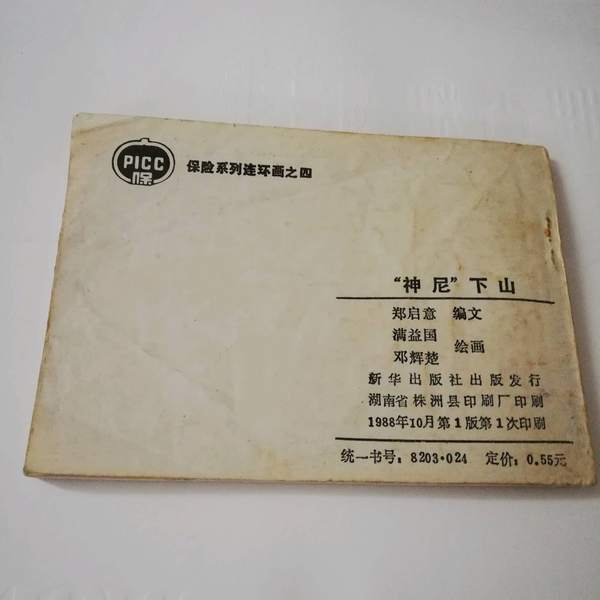 PICC
保
保险系列连环画之四
“神尼”下山
郑启意 编文
满益国
邓辉楚 绘画
新华出版社出版发行
湖南省株洲县印刷厂印刷
1988年10月第1版第1次印刷
统一书号：8203·024 定价：0.55元